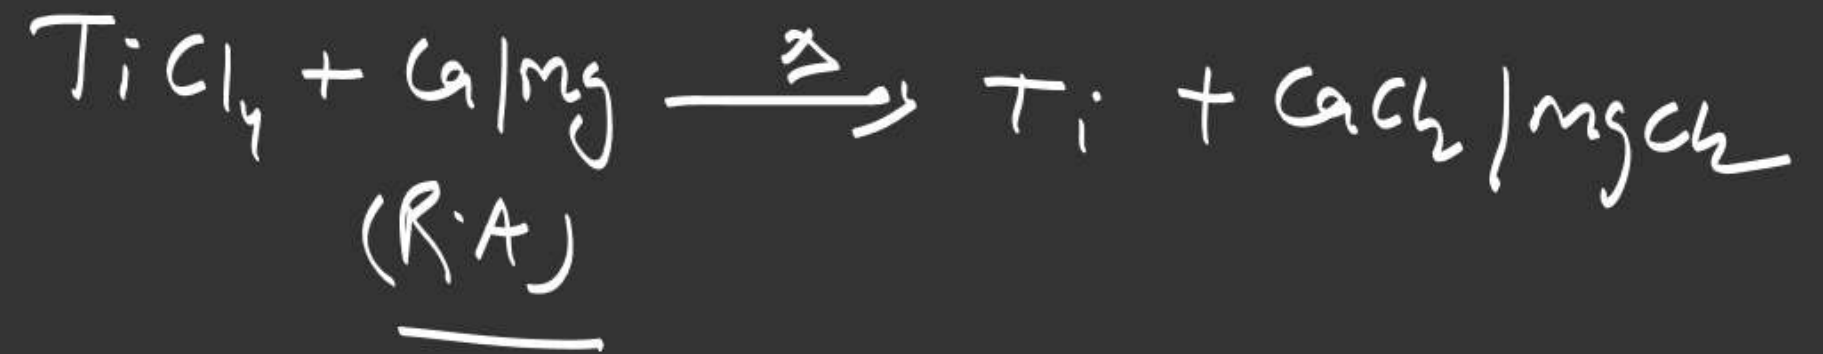 TiCl₄ + Ca/Mg →Δ Ti + CaCl₂/MgCl₂
(R.A)